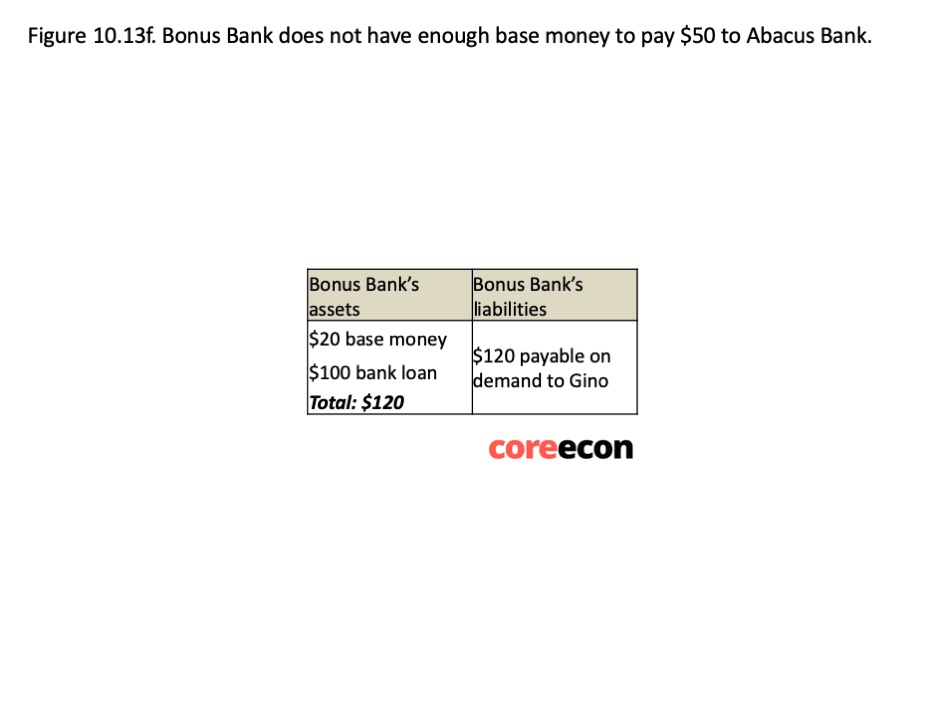 Figure 10.13f. Bonus Bank does not have enough base money to pay $50 to Abacus Bank.
Bonus Bank’s
assets
Bonus Bank’s
liabilities
$20 base money
$100 bank loan
Total: $120
$120 payable on
demand to Gino
coreecon